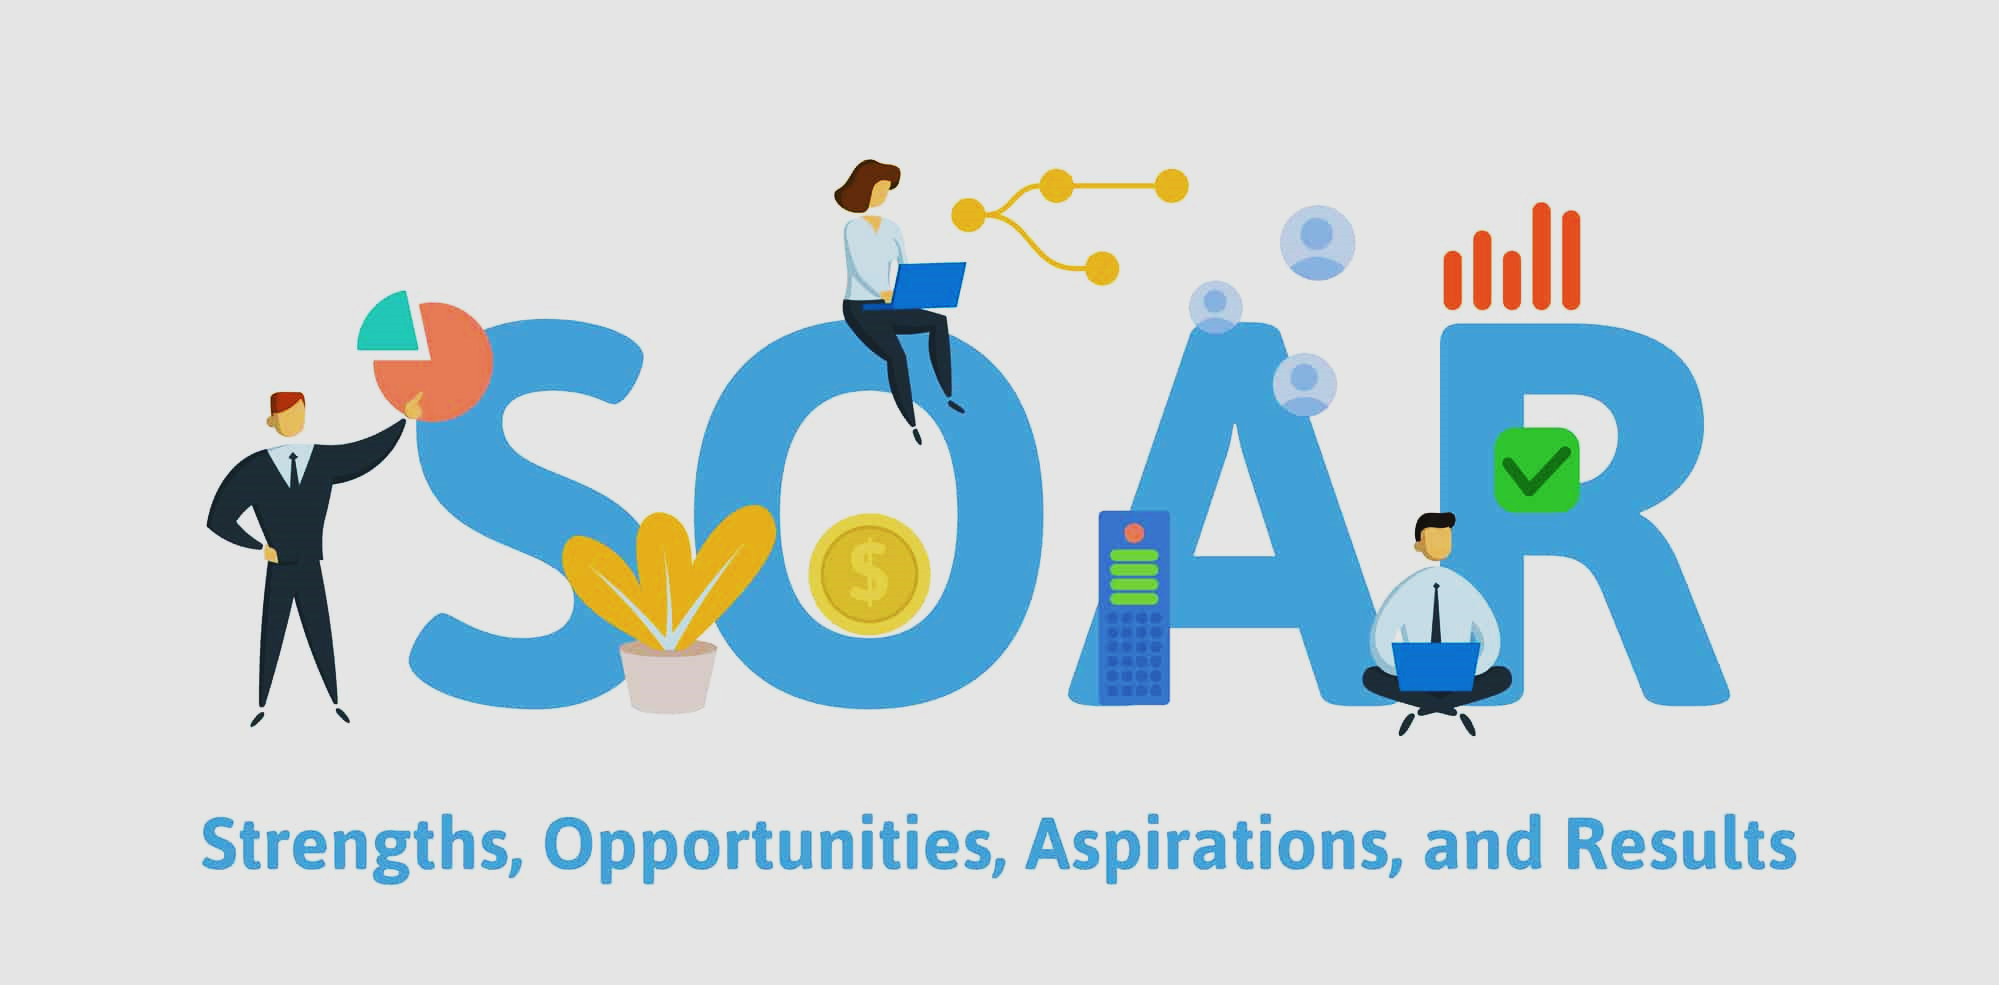 SOAR
$
Strengths, Opportunities, Aspirations, and Results